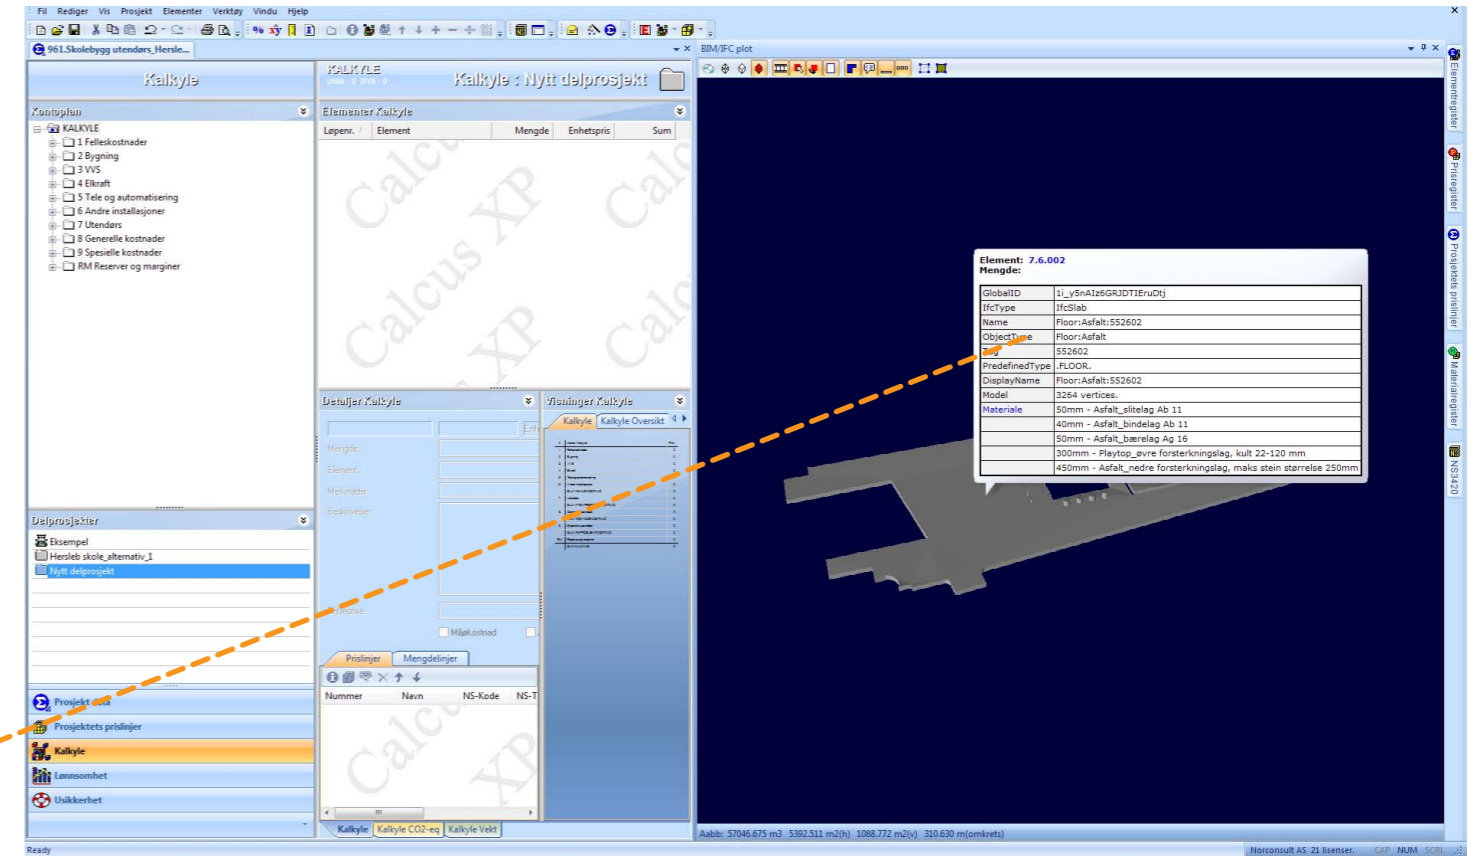 Fil Rediger Vis Prosjekt Elementer Verktøy Vindu Hjelp
961.Skolebygg utendørs_Hersle...
Kalkyle
Kontoplan
KALKYLE
1 Felleskostnader
2 Bygning
3 VVS
4 Elkraft
5 Tele og automatisering
6 Andre installasjoner
7 Utendørs
8 Generelle kostnader
9 Spesielle kostnader
RM Reserver og marginer
Delprosjekter
Eksempel
Hersleb skole_alternativ_1
Nytt delprosjekt
Prosjekt
Prosjektets prislinjer
Kalkyle
Lønnsomhet
Usikkerhet
Ready
KALKYLE
Kalkyle : Nytt delprosjekt
Elementer Kalkyle
Løpenr. / Element Mengde Enhetspris Sum
Calcus XP
Detaljer Kalkyle
Mengde:
Element:
Merknader:
Beskrivelse:
Miljøkostnad
Visninger Kalkyle
Kalkyle Kalkyle Oversikt
Prislinjer Mengdelinjer
Nummer Navn NS-Kode NS-T
Calcus XP
Kalkyle Kalkyle CO2-eq Kalkyle Vekt
BIM/IFC plot
Element: 7.6.002
Mengde:
GlobalID 1i_y5nAIz6GRJDTIEruDtj
IfcType IfcSlab
Name Floor:Asfalt:552602
ObjectType Floor:Asfalt
Tag 552602
PredefinedType .FLOOR.
DisplayName Floor:Asfalt:552602
Model 3264 vertices.
Materiale 50mm - Asfalt_slitelag Ab 11
40mm - Asfalt_bindelag Ab 11
50mm - Asfalt_bærelag Ag 16
300mm - Playtop_øvre forsterkningslag, kult 22-120 mm
450mm - Asfalt_nedre forsterkningslag, maks stein størrelse 250mm
Aabb: 57046.675 m3 5392.511 m2(h) 1088.772 m2(v) 310.630 m(omkrets)
Norconsult AS 21 lisenser. CAP NUM SCRL
Elementregister
Prisregister
Prosjektets prislinjer
Materialregister
NS3420